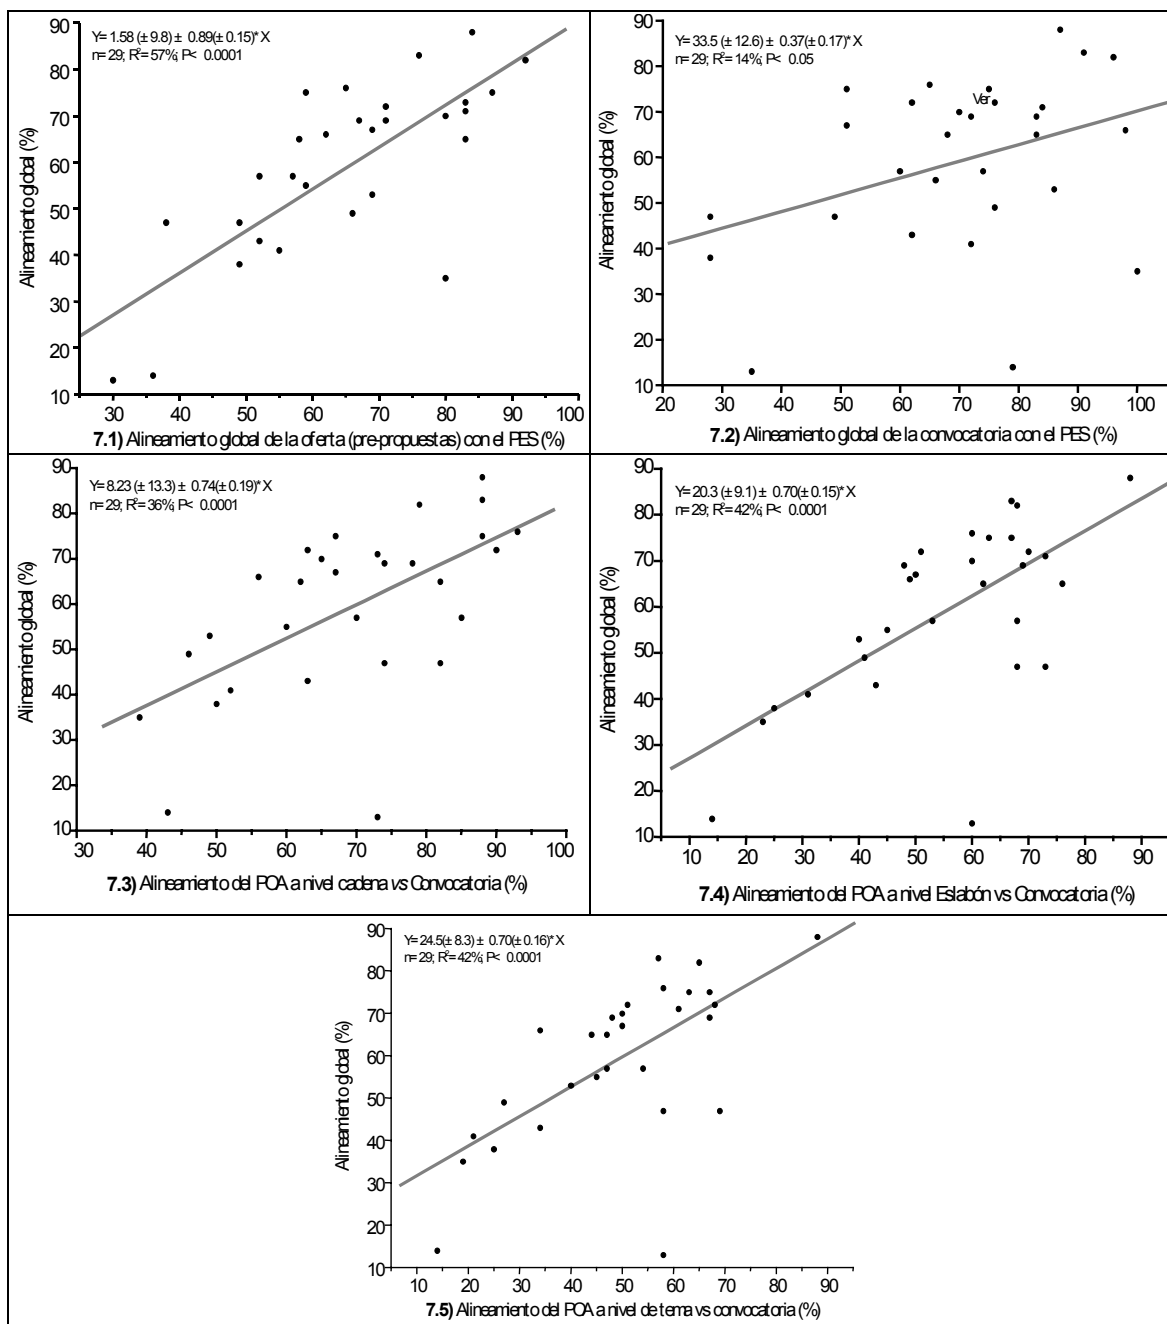 Y= 1.58 (± 9.8) ± 0.89(± 0.15)* X
n= 29; R²= 57%; P< 0.0001
Alineamiento global (%)
90
80
70
60
50
40
30
20
10
30 40 50 60 70 80 90 100
7.1) Alineamiento global de la oferta (pre-propuestas) con el PES (%)
Y= 33.5 (± 12.6) ± 0.37(± 0.17)* X
n= 29; R²= 14%; P< 0.05
Ver
Alineamiento global (%)
90
80
70
60
50
40
30
20
10
20 30 40 50 60 70 80 90 100
7.2) Alineamiento global de la convocatoria con el PES (%)
Y= 8.23 (± 13.3) ± 0.74(± 0.19)* X
n= 29; R²= 36%; P< 0.0001
Alineamiento global (%)
90
80
70
60
50
40
30
20
10
30 40 50 60 70 80 90 100
7.3) Alineamiento del POA a nivel cadena vs Convocatoria (%)
Y= 20.3 (± 9.1) ± 0.70(± 0.15)* X
n= 29; R²= 42%; P< 0.0001
Alineamiento global (%)
90
80
70
60
50
40
30
20
10
10 20 30 40 50 60 70 80 90
7.4) Alineamiento del POA a nivel Eslabón vs Convocatoria (%)
Y= 24.5(± 8.3) ± 0.70(± 0.16)* X
n= 29; R²= 42%; P< 0.0001
Alineamiento global (%)
90
80
70
60
50
40
30
20
10
10 20 30 40 50 60 70 80 90
7.5) Alineamiento del POA a nivel de tema vs convocatoria (%)